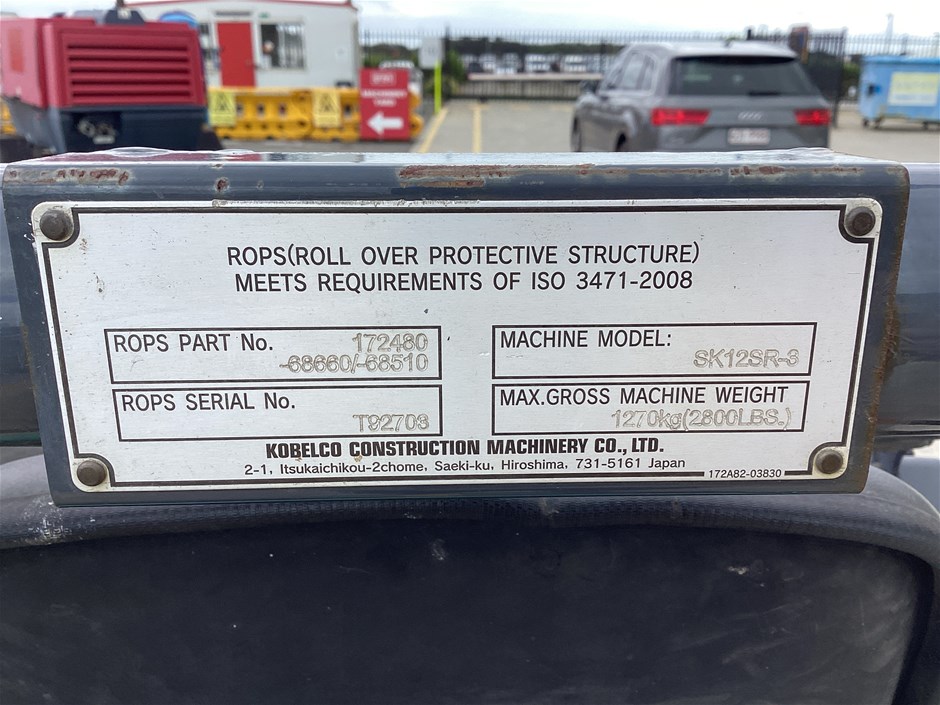 ROPS(ROLL OVER PROTECTIVE STRUCTURE)
MEETS REQUIREMENTS OF ISO 3471-2008
ROPS PART No. 172480
-68660/-68510
MACHINE MODEL:
SK12SR-3
ROPS SERIAL No.
T92703
MAX.GROSS MACHINE WEIGHT
1270kg(2800LBS.)
KOBELCO CONSTRUCTION MACHINERY CO., LTD.
2-1, Itsukaichikou-2chome, Saeki-ku, Hiroshima, 731-5161 Japan
172A82-03830